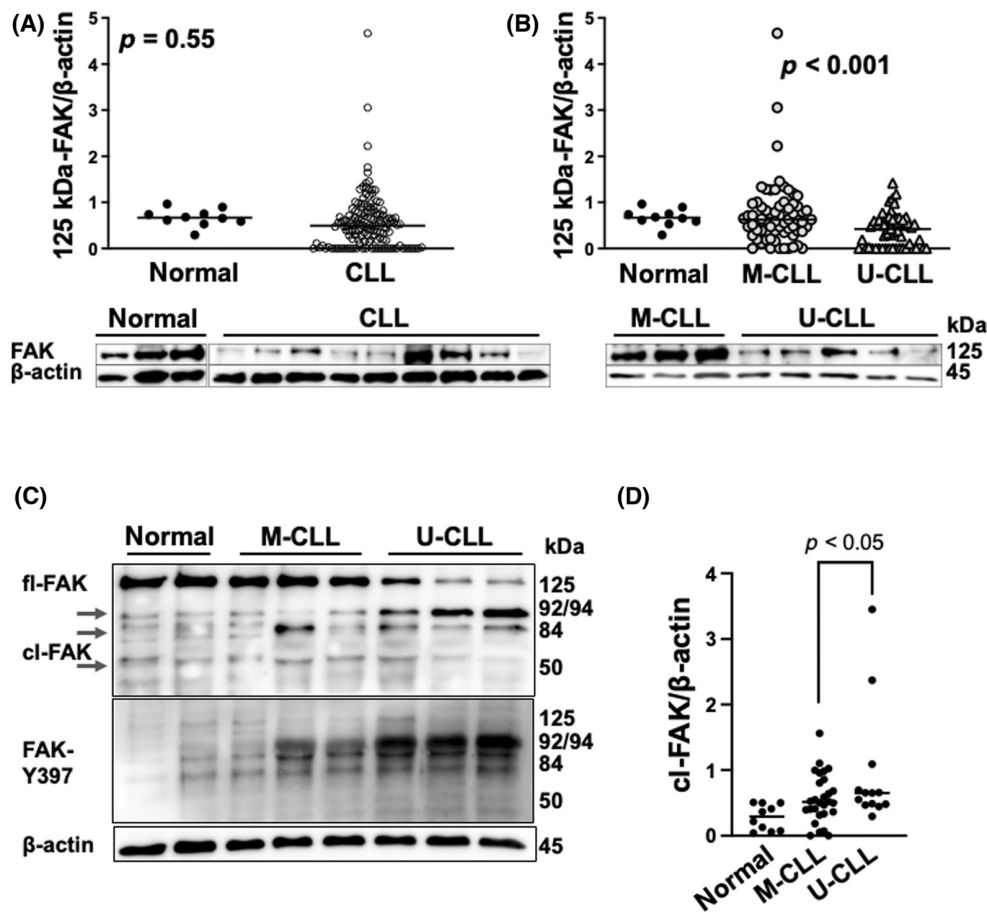 (A)
125 kDa-FAK/β-actin
5
4
3
2
1
0
p = 0.55
Normal CLL
Normal CLL
FAK
β-actin
(B)
125 kDa-FAK/β-actin
5
4
3
2
1
0
p < 0.001
Normal M-CLL U-CLL
M-CLL U-CLL kDa
125
45
(C)
Normal M-CLL U-CLL kDa
fl-FAK 125
92/94
84
cl-FAK
50
125
FAK- 92/94
Y397 84
50
β-actin 45
(D)
p < 0.05
cl-FAK/β-actin
4
3
2
1
0
Normal
M-CLL
U-CLL